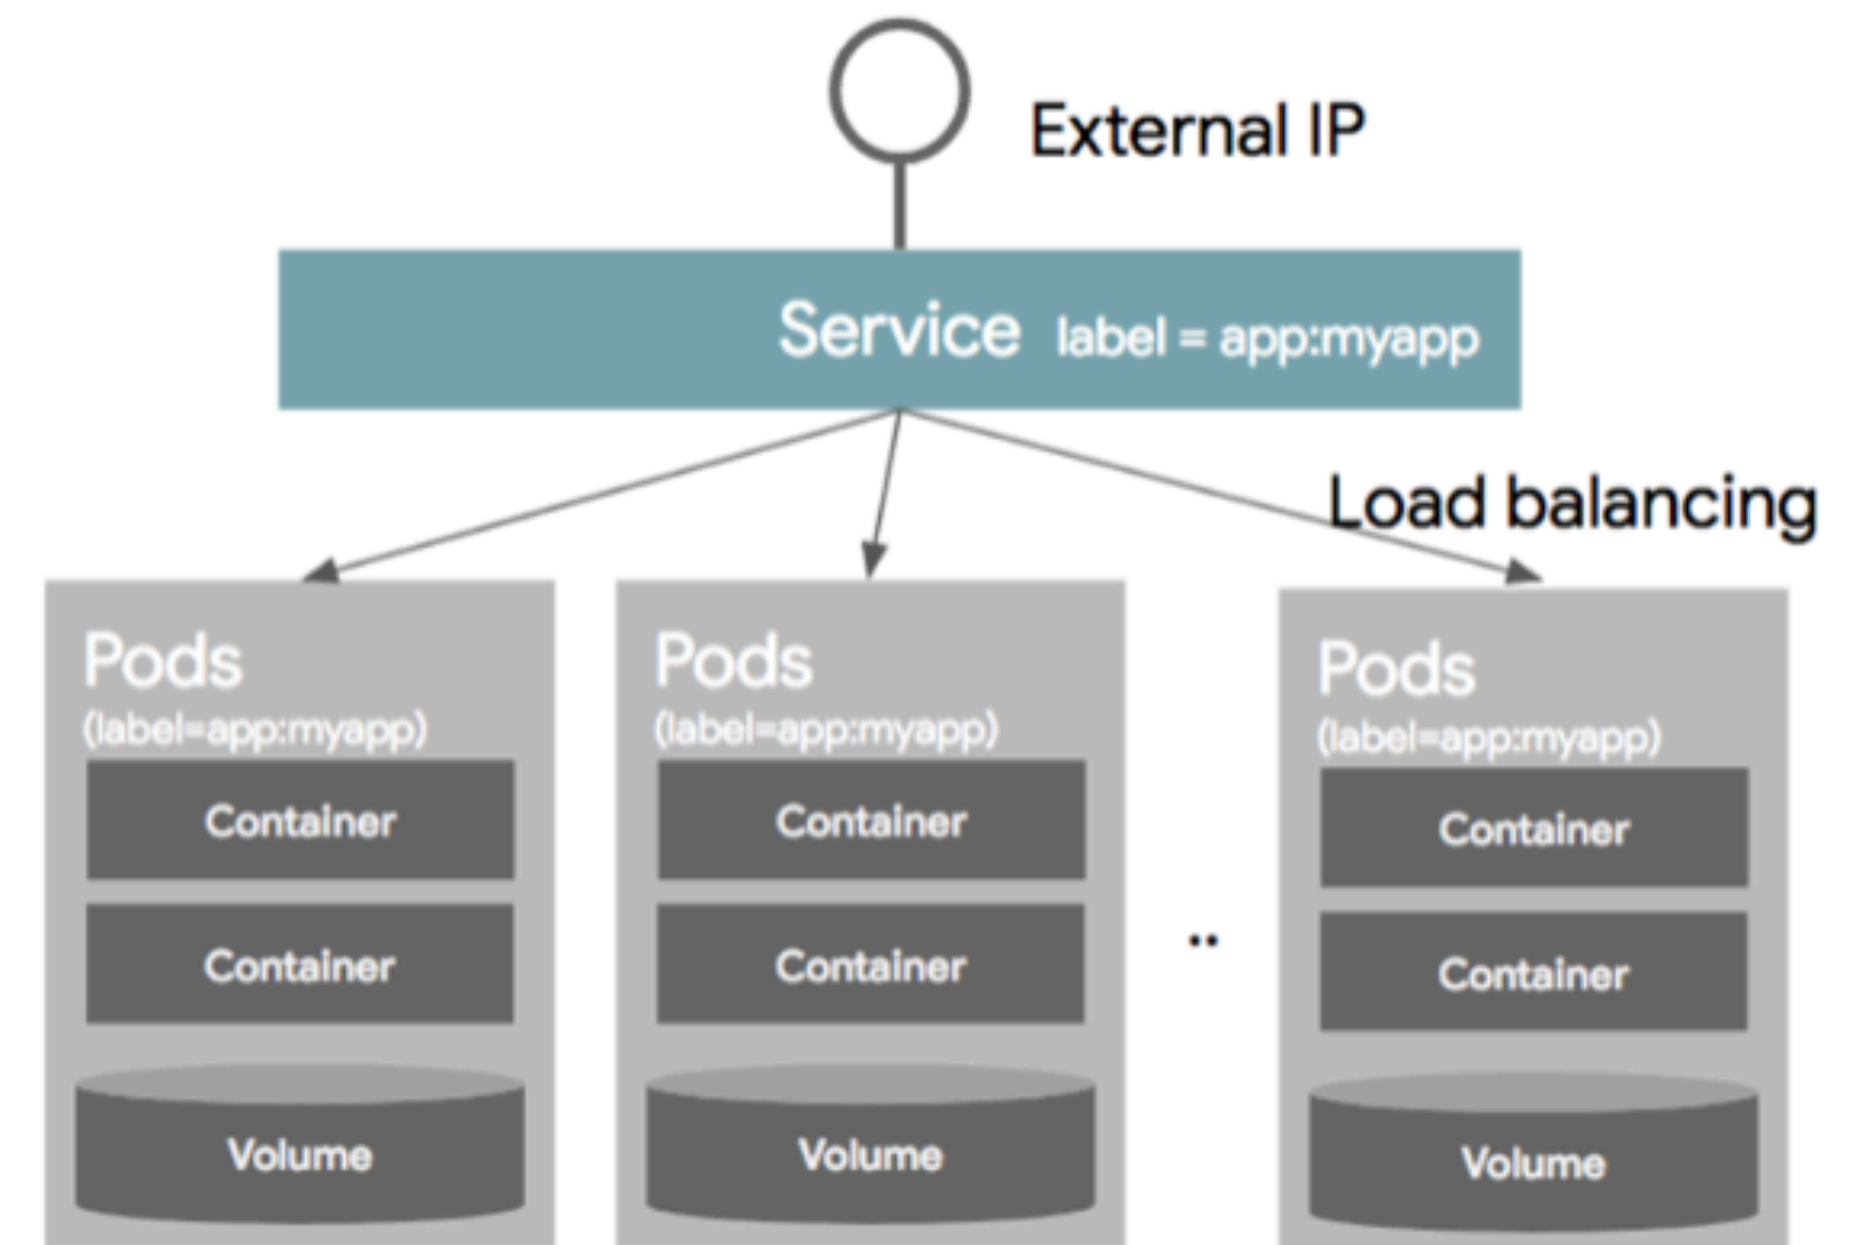 External IP
Service label = app:myapp
Load balancing
Pods
(label=app:myapp)
Container
Container
Volume
Pods
(label=app:myapp)
Container
Container
Volume
..
Pods
(label=app:myapp)
Container
Container
Volume